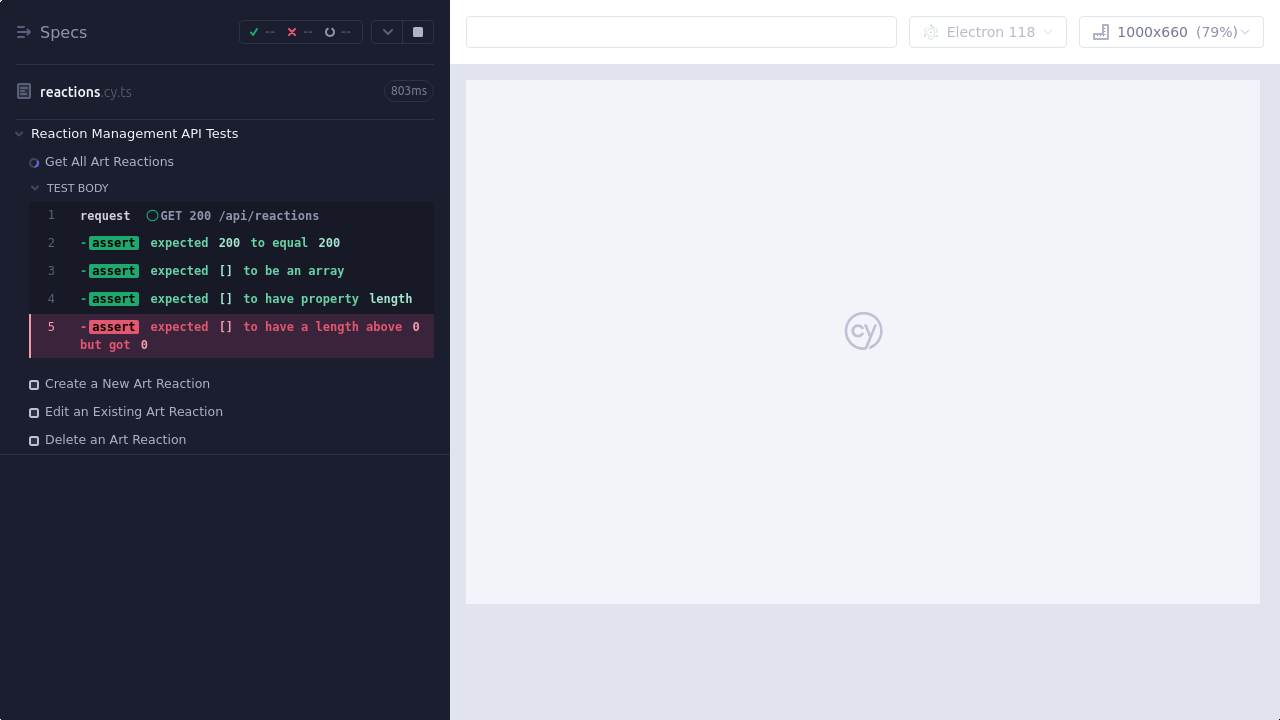 Specs
--
--
--
Electron 118
1000x660 (79%)
reactions.cy.ts
803ms
Reaction Management API Tests
Get All Art Reactions
TEST BODY
1 request GET 200 /api/reactions
2 -assert expected 200 to equal 200
3 -assert expected [] to be an array
4 -assert expected [] to have property length
5 -assert expected [] to have a length above 0
but got 0
Create a New Art Reaction
Edit an Existing Art Reaction
Delete an Art Reaction
cy